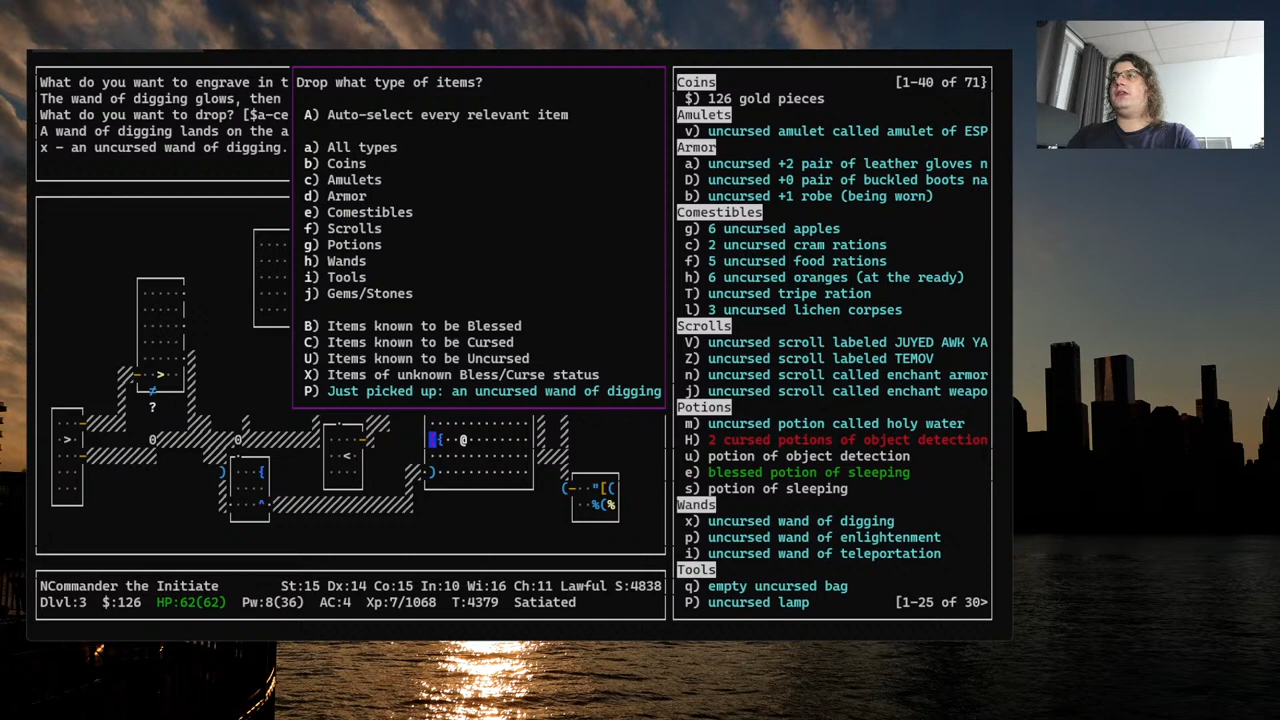 What do you want to engrave in t
The wand of digging glows, then
What do you want to drop? [$a-ce
A wand of digging lands on the a
x - an uncursed wand of digging.
Drop what type of items?
A) Auto-select every relevant item
a) All types
b) Coins
c) Amulets
d) Armor
e) Comestibles
f) Scrolls
g) Potions
h) Wands
i) Tools
j) Gems/Stones
B) Items known to be Blessed
C) Items known to be Cursed
U) Items known to be Uncursed
X) Items of unknown Bless/Curse status
P) Just picked up: an uncursed wand of digging
Coins [1-40 of 71}
$) 126 gold pieces
Amulets
v) uncursed amulet called amulet of ESP
Armor
a) uncursed +2 pair of leather gloves n
D) uncursed +0 pair of buckled boots na
b) uncursed +1 robe (being worn)
Comestibles
g) 6 uncursed apples
c) 2 uncursed cram rations
f) 5 uncursed food rations
h) 6 uncursed oranges (at the ready)
T) uncursed tripe ration
l) 3 uncursed lichen corpses
Scrolls
V) uncursed scroll labeled JUYED AWK YA
Z) uncursed scroll labeled TEMOV
n) uncursed scroll called enchant armor
j) uncursed scroll called enchant weapo
Potions
m) uncursed potion called holy water
H) 2 cursed potions of object detection
u) potion of object detection
e) blessed potion of sleeping
s) potion of sleeping
Wands
x) uncursed wand of digging
p) uncursed wand of enlightenment
i) uncursed wand of teleportation
Tools
q) empty uncursed bag
P) uncursed lamp [1-25 of 30>
NCommander the Initiate St:15 Dx:14 Co:15 In:10 Wi:16 Ch:11 Lawful S:4838
Dlvl:3 $:126 HP:62(62) Pw:8(36) AC:4 Xp:7/1068 T:4379 Satiated